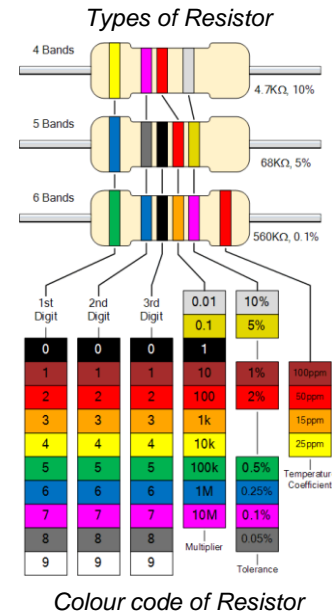 Types of Resistor
4 Bands
4.7KΩ, 10%
5 Bands
68KΩ, 5%
6 Bands
560KΩ, 0.1%
1st Digit
2nd Digit
3rd Digit
0.01 10%
0.1 5%
0 0 0 1
1 1 1 10 1% 100ppm
2 2 2 100 2% 50ppm
3 3 3 1k 15ppm
4 4 4 10k 25ppm
5 5 5 100k 0.5%
6 6 6 1M 0.25%
7 7 7 10M 0.1%
8 8 8 0.05%
9 9 9
Temperatur
Coefficient
Multiplier
Tolerance
Colour code of Resistor